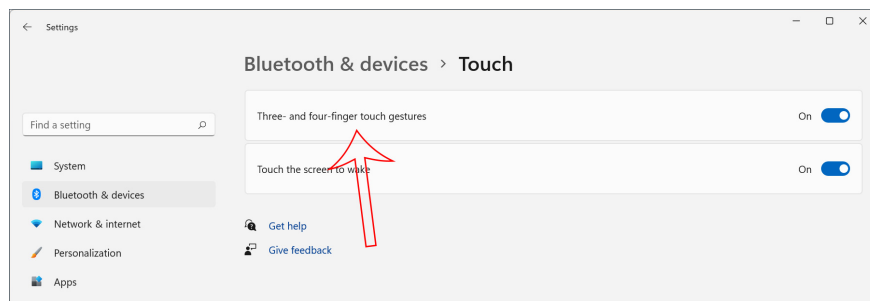 Settings
Bluetooth & devices > Touch
Find a setting
Three- and four-finger touch gestures On
System
Touch the screen to wake On
Bluetooth & devices
Network & internet
Get help
Personalization
Give feedback
Apps